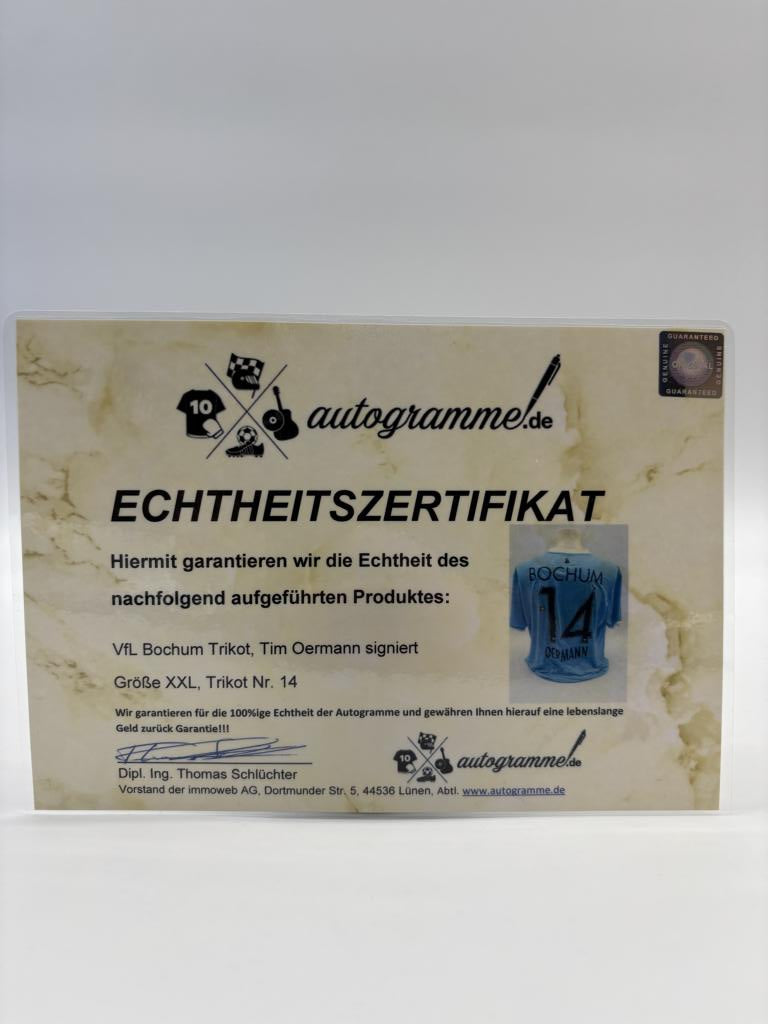 GUARANTEED
GENUINE
GENUINE
GUARANTEED
10
autogramme.de
ECHTHEITSZERTIFIKAT
Hiermit garantieren wir die Echtheit des
nachfolgend aufgeführten Produktes:
BOCHUM
14
OERMANN
VfL Bochum Trikot, Tim Oermann signiert
Größe XXL, Trikot Nr. 14
Wir garantieren für die 100%ige Echtheit der Autogramme und gewähren Ihnen hierauf eine lebenslange
Geld zurück Garantie!!!
10
autogramme.de
Dipl. Ing. Thomas Schlüchter
Vorstand der immoweb AG, Dortmunder Str. 5, 44536 Lünen, Abtl. www.autogramme.de